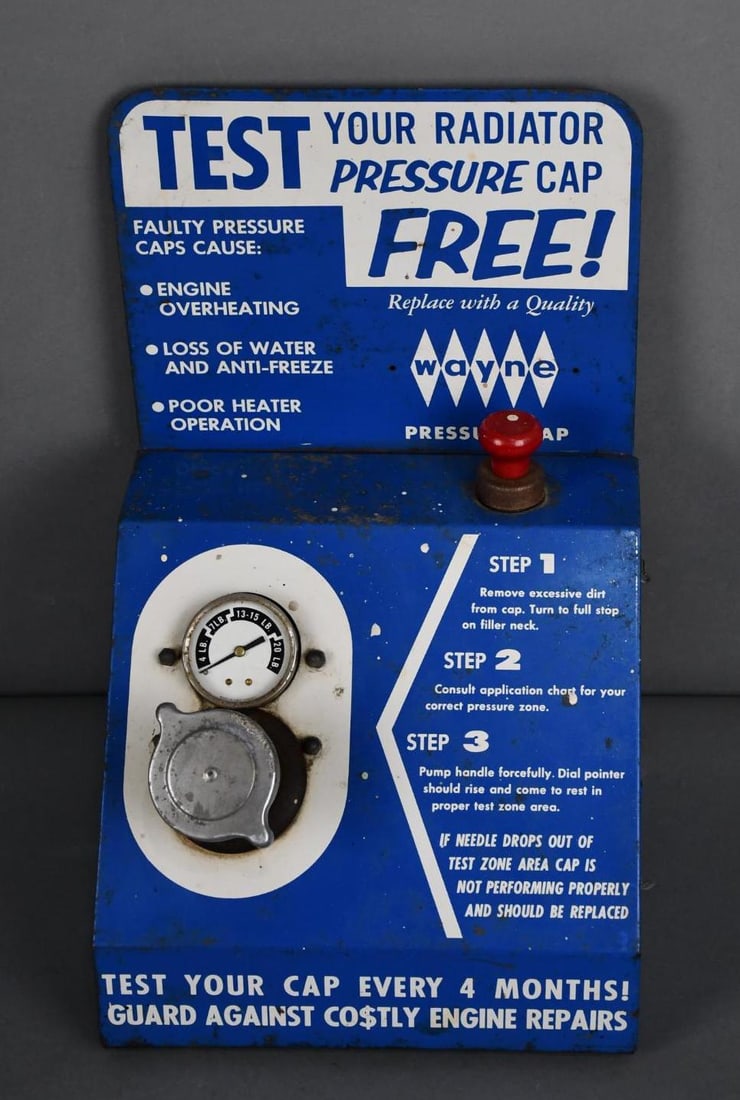 TEST YOUR RADIATOR
PRESSURE CAP
FREE!
FAULTY PRESSURE
CAPS CAUSE:
● ENGINE
OVERHEATING
● LOSS OF WATER
AND ANTI-FREEZE
● POOR HEATER
OPERATION
Replace with a Quality
wayne
PRESSU AP
4 LB. 7LB. 13-15 LB. 20 LB.
STEP 1
Remove excessive dirt
from cap. Turn to full stop
on filler neck.
STEP 2
Consult application chart for your
correct pressure zone.
STEP 3
Pump handle forcefully. Dial pointer
should rise and come to rest in
proper test zone area.
IF NEEDLE DROPS OUT OF
TEST ZONE AREA CAP IS
NOT PERFORMING PROPERLY
AND SHOULD BE REPLACED
TEST YOUR CAP EVERY 4 MONTHS!
GUARD AGAINST CO$TLY ENGINE REPAIRS